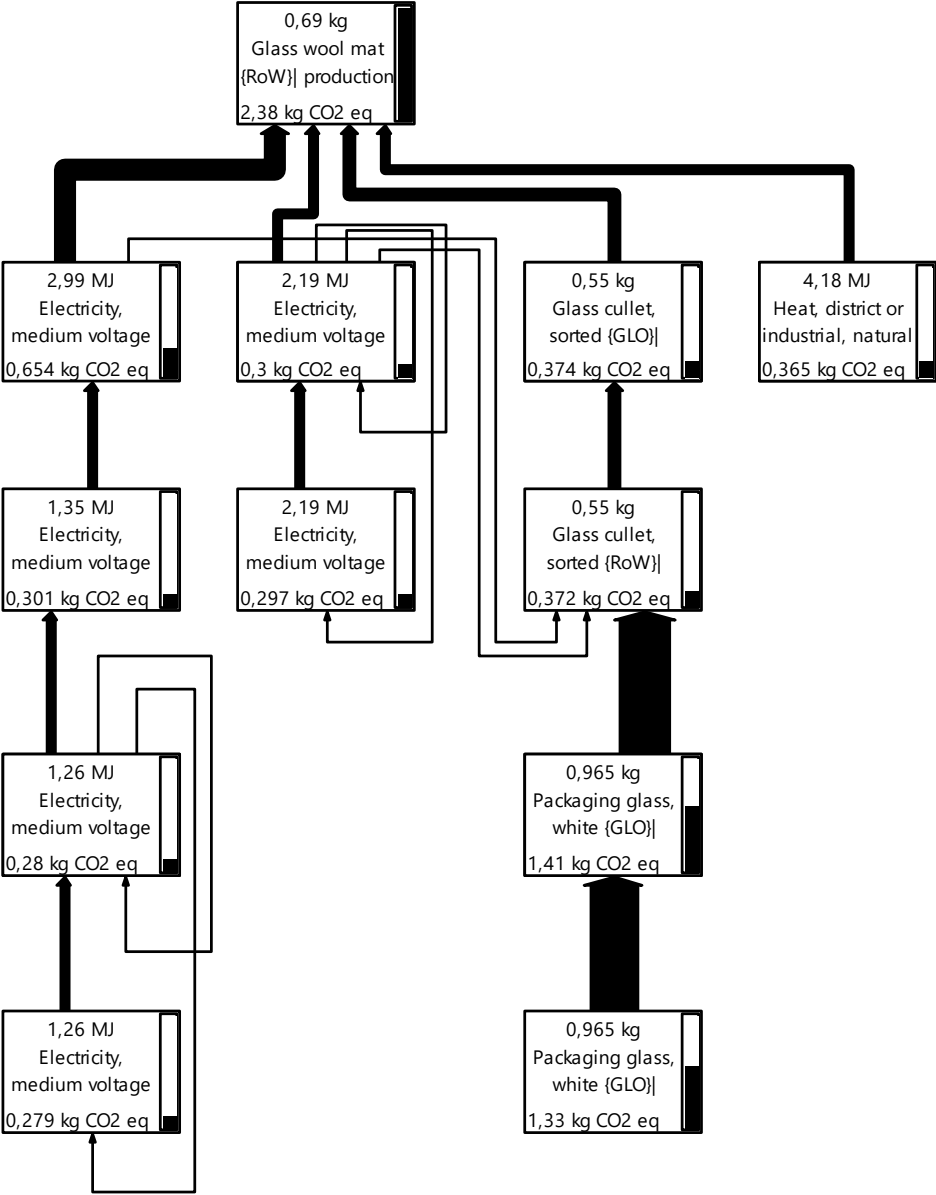 0,69 kg
Glass wool mat
{RoW}| production
2,38 kg CO2 eq
2,99 MJ
Electricity,
medium voltage
0,654 kg CO2 eq
2,19 MJ
Electricity,
medium voltage
0,3 kg CO2 eq
0,55 kg
Glass cullet,
sorted {GLO}|
0,374 kg CO2 eq
4,18 MJ
Heat, district or
industrial, natural
0,365 kg CO2 eq
1,35 MJ
Electricity,
medium voltage
0,301 kg CO2 eq
2,19 MJ
Electricity,
medium voltage
0,297 kg CO2 eq
0,55 kg
Glass cullet,
sorted {RoW}|
0,372 kg CO2 eq
1,26 MJ
Electricity,
medium voltage
0,28 kg CO2 eq
0,965 kg
Packaging glass,
white {GLO}|
1,41 kg CO2 eq
1,26 MJ
Electricity,
medium voltage
0,279 kg CO2 eq
0,965 kg
Packaging glass,
white {GLO}|
1,33 kg CO2 eq